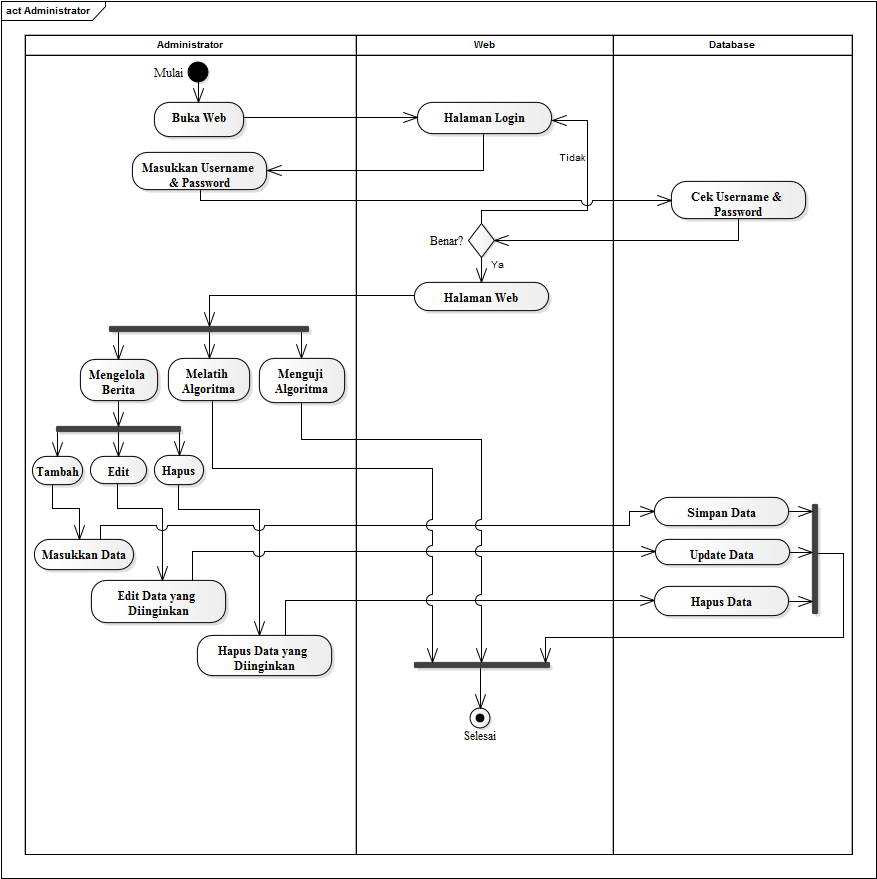 act Administrator
Administrator
Web
Database
Mulai
Buka Web
Halaman Login
Tidak
Masukkan Username
& Password
Cek Username &
Password
Benar?
Ya
Halaman Web
Mengelola
Berita
Melatih
Algoritma
Menguji
Algoritma
Tambah
Edit
Hapus
Simpan Data
Masukkan Data
Update Data
Edit Data yang
Diinginkan
Hapus Data
Hapus Data yang
Diinginkan
Selesai